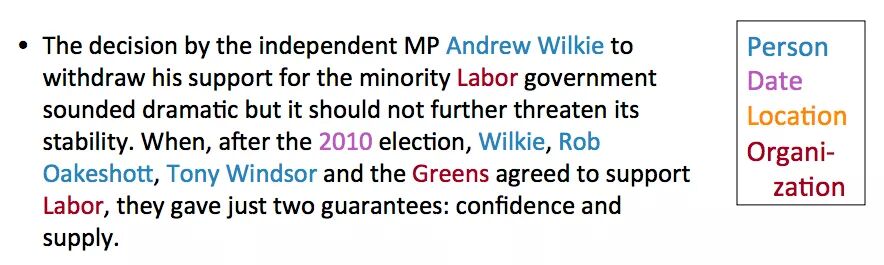 • The decision by the independent MP Andrew Wilkie to
withdraw his support for the minority Labor government
sounded dramatic but it should not further threaten its
stability. When, after the 2010 election, Wilkie, Rob
Oakeshott, Tony Windsor and the Greens agreed to support
Labor, they gave just two guarantees: confidence and
supply.
Person
Date
Location
Organi-
zation